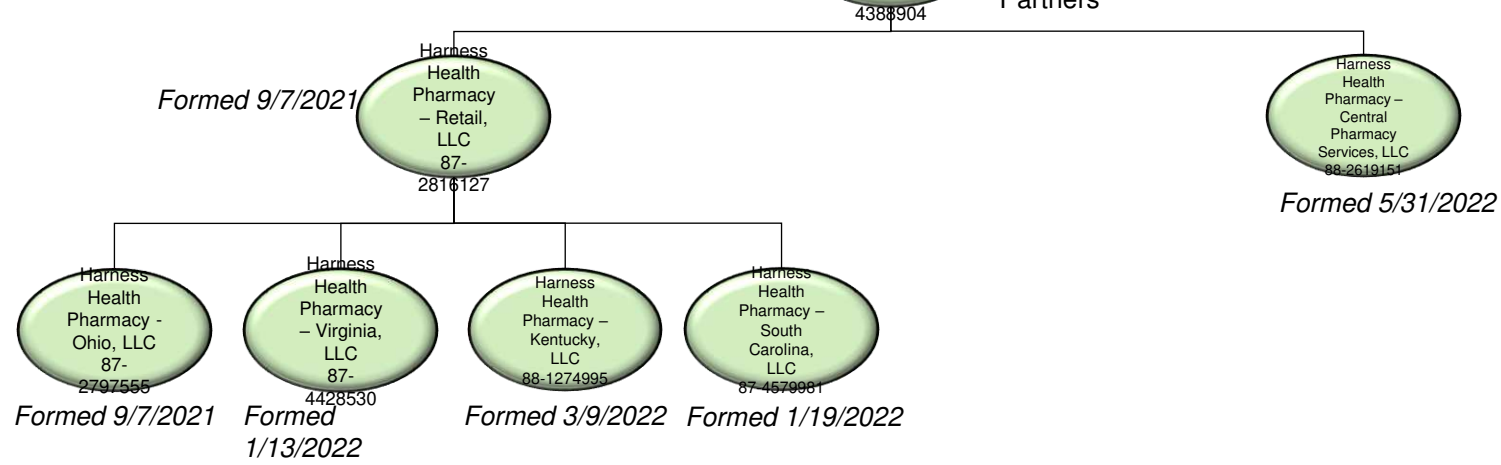 4388904
Partners
Formed 9/7/2021
Harness
Health
Pharmacy
– Retail,
LLC
87-
2816127
Harness
Health
Pharmacy –
Central
Pharmacy
Services, LLC
88-2619151
Formed 5/31/2022
Harness
Health
Pharmacy -
Ohio, LLC
87-
2797555
Formed 9/7/2021
Harness
Health
Pharmacy
– Virginia,
LLC
87-
4428530
Formed
1/13/2022
Harness
Health
Pharmacy –
Kentucky,
LLC
88-1274995
Formed 3/9/2022
Harness
Health
Pharmacy –
South
Carolina,
LLC
87-4579981
Formed 1/19/2022